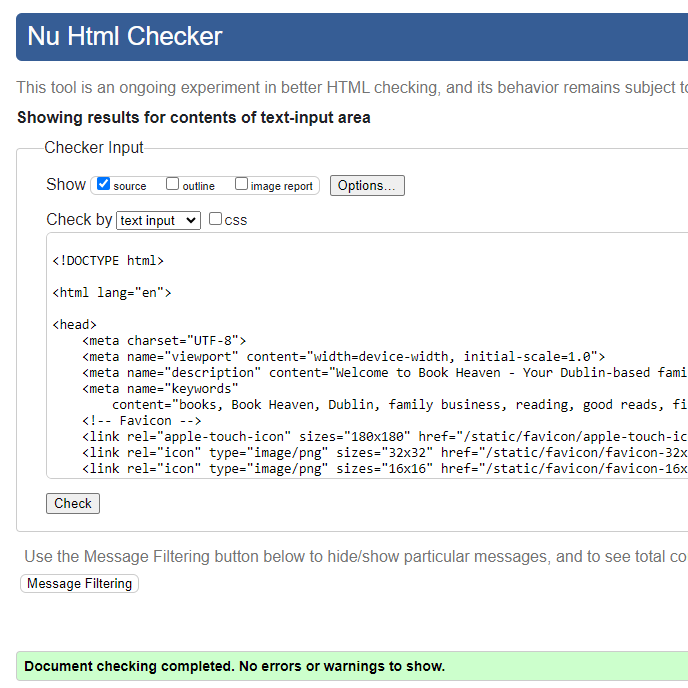 Nu Html Checker
This tool is an ongoing experiment in better HTML checking, and its behavior remains subject
Showing results for contents of text-input area
Checker Input
Show source outline image report Options...
Check by text input css
<!DOCTYPE html>
<html lang="en">
<head>
<meta charset="UTF-8">
<meta name="viewport" content="width=device-width, initial-scale=1.0">
<meta name="description" content="Welcome to Book Heaven - Your Dublin-based
<meta name="keywords"
content="books, Book Heaven, Dublin, family business, reading, good reads,
<!-- Favicon -->
<link rel="apple-touch-icon" sizes="180x180" href="/static/favicon/apple-touch-ic
<link rel="icon" type="image/png" sizes="32x32" href="/static/favicon/favicon-32x
<link rel="icon" type="image/png" sizes="16x16" href="/static/favicon/favicon-16x
Check
Use the Message Filtering button below to hide/show particular messages, and to see total
Message Filtering
Document checking completed. No errors or warnings to show.